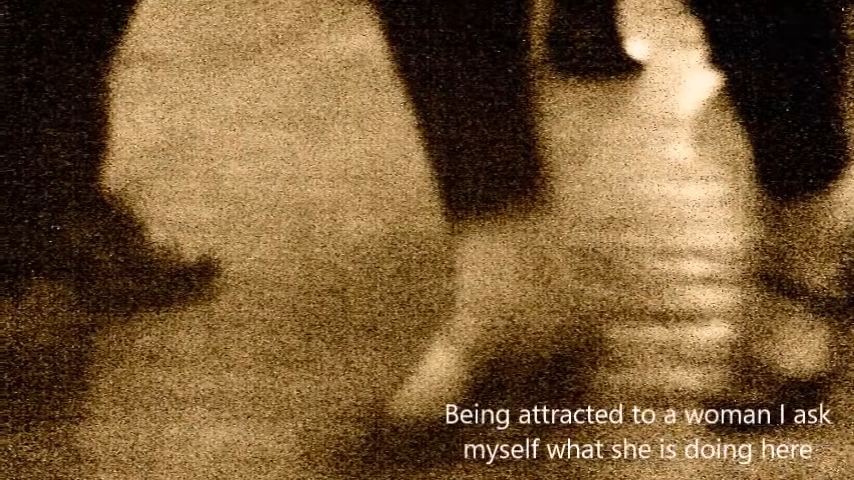 Being attracted to a woman I ask
myself what she is doing here